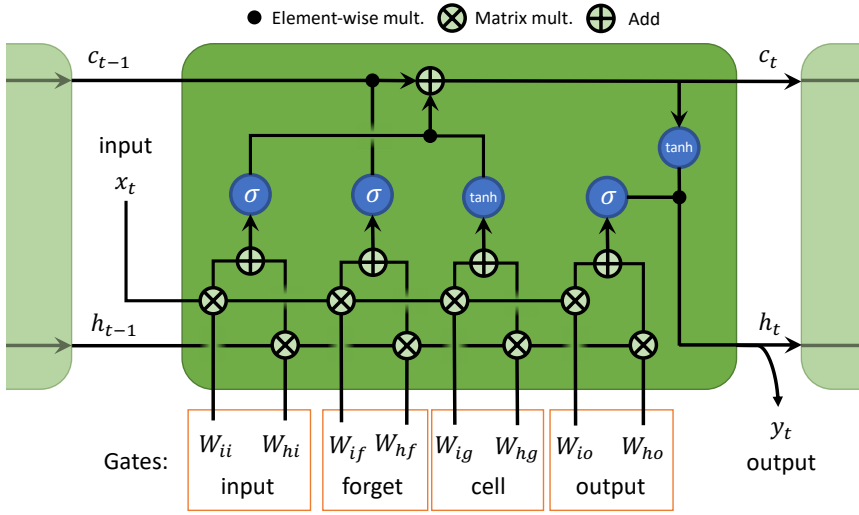 Element-wise mult. Matrix mult. Add
c_{t-1} c_t
input
x_t
tanh
σ σ tanh σ
h_{t-1} h_t
W_{ii} W_{hi} W_{if} W_{hf} W_{ig} W_{hg} W_{io} W_{ho} y_t
Gates: input forget cell output output